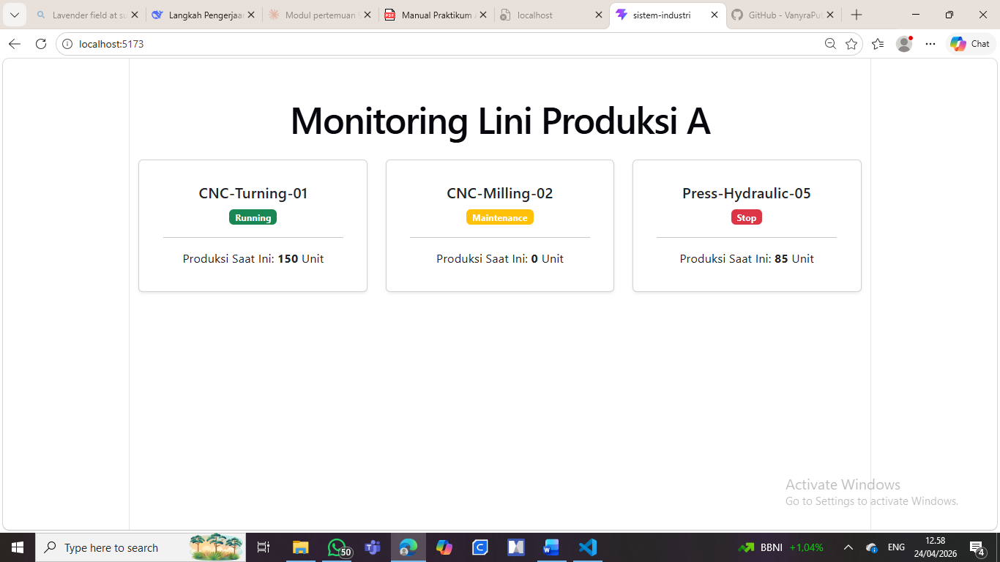 Lavender field at su
Langkah Pengerjaan
Modul pertemuan
Manual Praktikum
localhost
sistem-industri
GitHub - VanyraPu
localhost:5173
Chat
Monitoring Lini Produksi A
CNC-Turning-01
Running
Produksi Saat Ini: 150 Unit
CNC-Milling-02
Maintenance
Produksi Saat Ini: 0 Unit
Press-Hydraulic-05
Stop
Produksi Saat Ini: 85 Unit
Activate Windows
Go to Settings to activate Windows.
Type here to search
50
BBNI +1,04%
ENG
12.58
24/04/2026
4